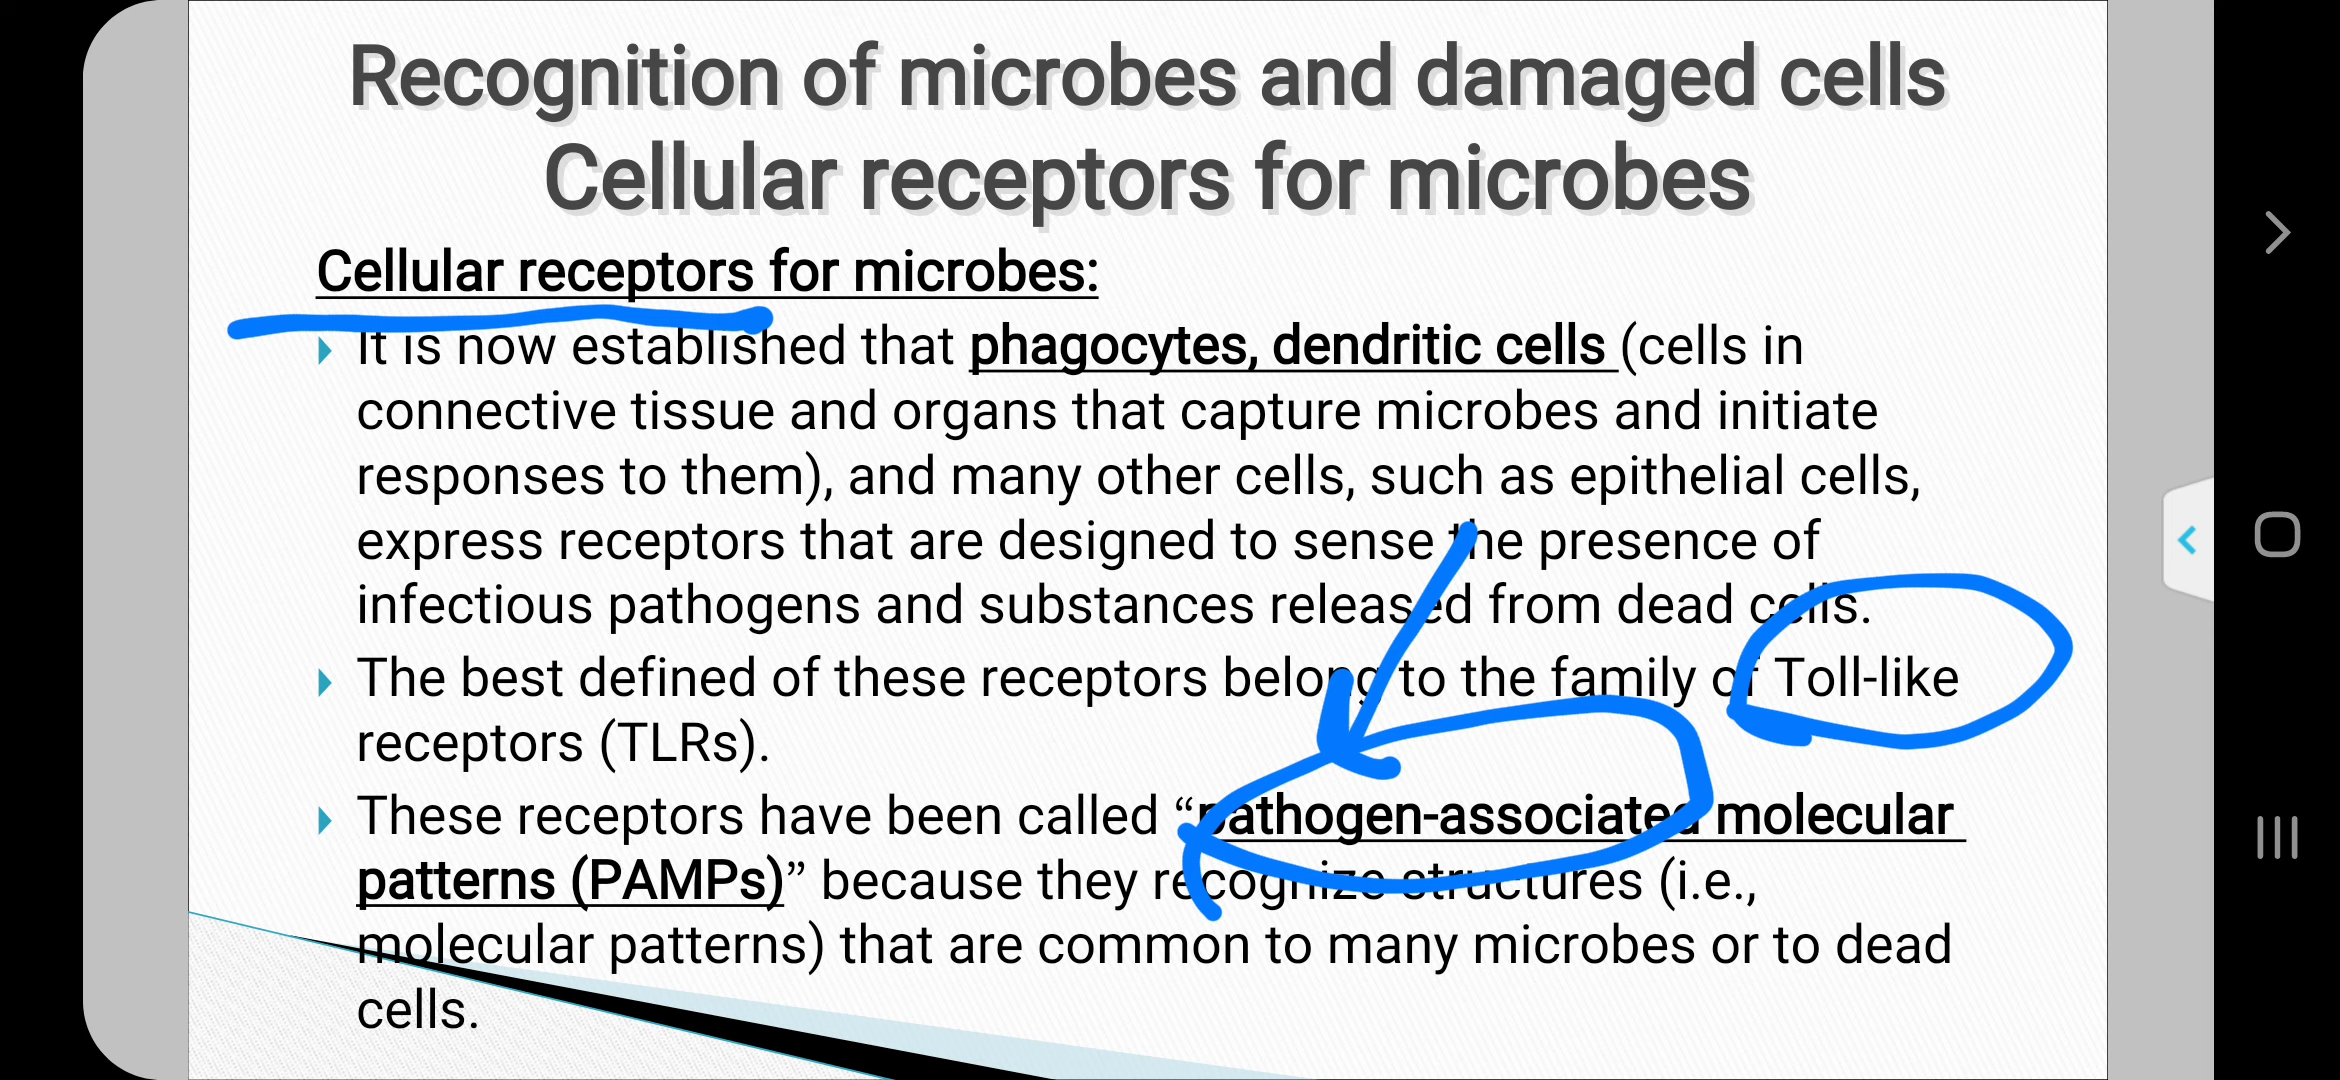 Recognition of microbes and damaged cells
Cellular receptors for microbes
Cellular receptors for microbes:
It is now established that phagocytes, dendritic cells (cells in
connective tissue and organs that capture microbes and initiate
responses to them), and many other cells, such as epithelial cells,
express receptors that are designed to sense the presence of
infectious pathogens and substances released from dead cells.
The best defined of these receptors belong to the family of Toll-like
receptors (TLRs).
These receptors have been called “pathogen-associated molecular
patterns (PAMPs)” because they recognize structures (i.e.,
molecular patterns) that are common to many microbes or to dead
cells.